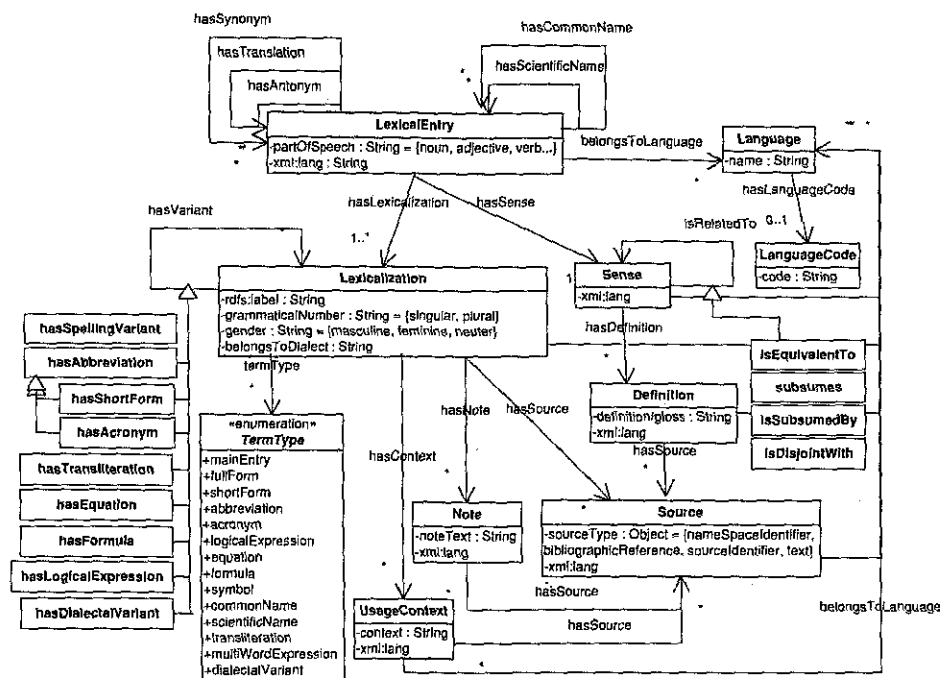 hasSynonym
hasTranslation
hasAntonym
hasCommonName
hasScientificName
LexicalEntry
-partOfSpeech : String = {noun, adjective, verb...}
-xml:lang : String
belongsToLanguage
Language
-name : String
hasLanguageCode
0..1
LanguageCode
-code : String
hasLexicalization
hasSense
1..*
hasVariant
isRelatedTo
Lexicalization
-rdfs:label : String
-grammaticalNumber : String = {singular, plural}
-gender : String = {masculine, feminine, neuter}
-belongsToDialect : String
1
Sense
-xml:lang
hasDefinition
isEquivalentTo
subsumes
isSubsumedBy
isDisjointWith
hasSpellingVariant
hasAbbreviation
hasShortForm
hasAcronym
hasTransliteration
hasEquation
hasFormula
hasLogicalExpression
hasDialectalVariant
termType
«enumeration»
TermType
+mainEntry
+fullForm
+shortForm
+abbreviation
+acronym
+logicalExpression
+equation
+formula
+symbol
+commonName
+scientificName
+transliteration
+multiWordExpression
+dialectalVariant
hasContext
hasNote
hasSource
Definition
-definition/gloss : String
-xml:lang
hasSource
Note
-noteText : String
-xml:lang
Source
-sourceType : Object = {nameSpaceIdentifier,
bibliographicReference, sourceIdentifier, text}
-xml:lang
hasSource
UsageContext
-context : String
-xml:lang
hasSource
belongsToLanguage